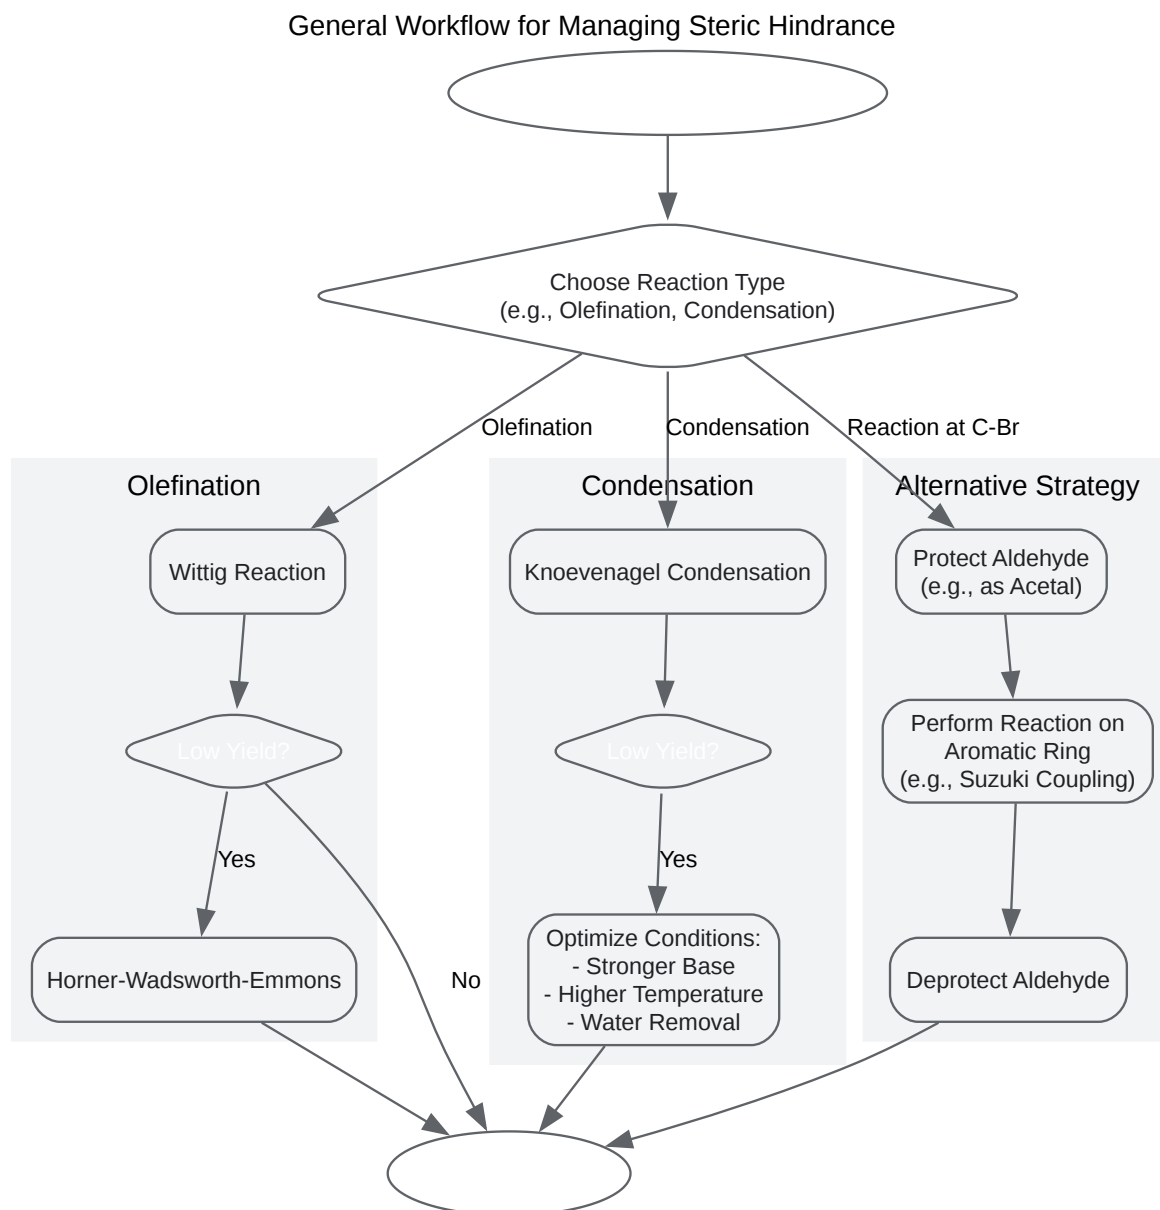 General Workflow for Managing Steric Hindrance
Choose Reaction Type
(e.g., Olefination, Condensation)
Olefination
Condensation
Reaction at C-Br
Olefination
Condensation
Alternative Strategy
Wittig Reaction
Knoevenagel Condensation
Protect Aldehyde
(e.g., as Acetal)
Low Yield?
Low Yield?
Perform Reaction on
Aromatic Ring
(e.g., Suzuki Coupling)
Yes
Yes
Horner-Wadsworth-Emmons
No
Optimize Conditions:
- Stronger Base
- Higher Temperature
- Water Removal
Deprotect Aldehyde